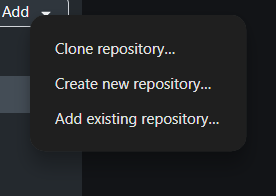 Add
Clone repository...
Create new repository...
Add existing repository...